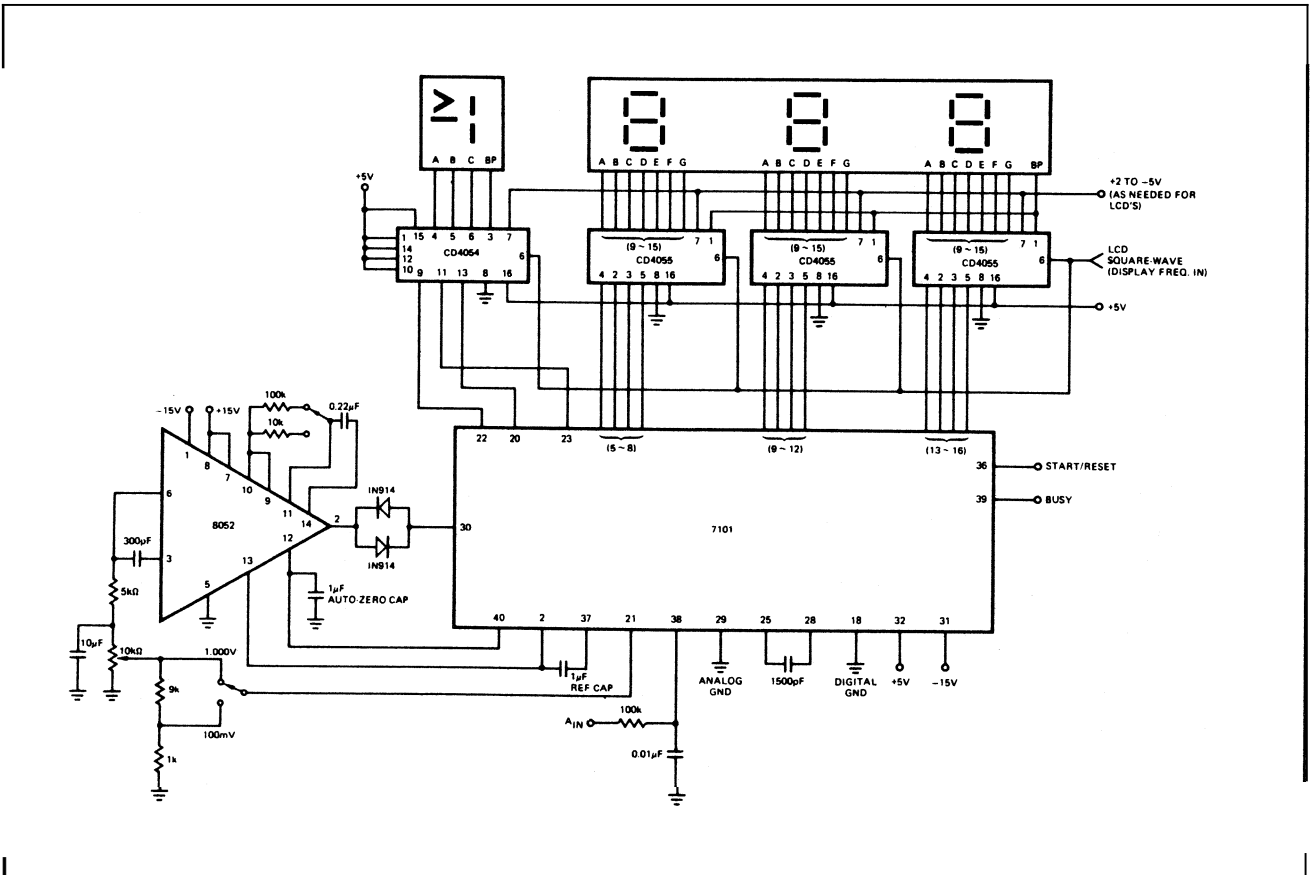 A B C BP
A B C D E F G
A B C D E F G
A B C D E F G BP
+5V
+2 TO −5V
(AS NEEDED FOR
LCD'S)
15 4 5 6 3 7
1
14
12
10
CD4054
6
9 11 13 8 16
(9 ~ 15) 7 1
CD4055
6
4 2 3 5 8 16
(9 ~ 15) 7 1
CD4055
6
4 2 3 5 8 16
(9 ~ 15) 7 1
CD4055
6
4 2 3 5 8 16
LCD
SQUARE-WAVE
(DISPLAY FREQ. IN)
+5V
−15V +15V
100k
10k
0.22µF
1 8 7 10 9 11 14
6
3
8052
2
12
13
5
300pF
5kΩ
10µF
10kΩ
IN914
IN914
1µF
AUTO-ZERO CAP
22 20 23 (5 ~ 8) (9 ~ 12) (13 ~ 16)
30
7101
36 START/RESET
39 BUSY
40 2 37 21 38 29 25 28 18 32 31
1.000V
9k
100mV
1k
1µF
REF CAP
ANALOG
GND
1500pF
DIGITAL
GND
+5V −15V
100k
AIN
0.01µF